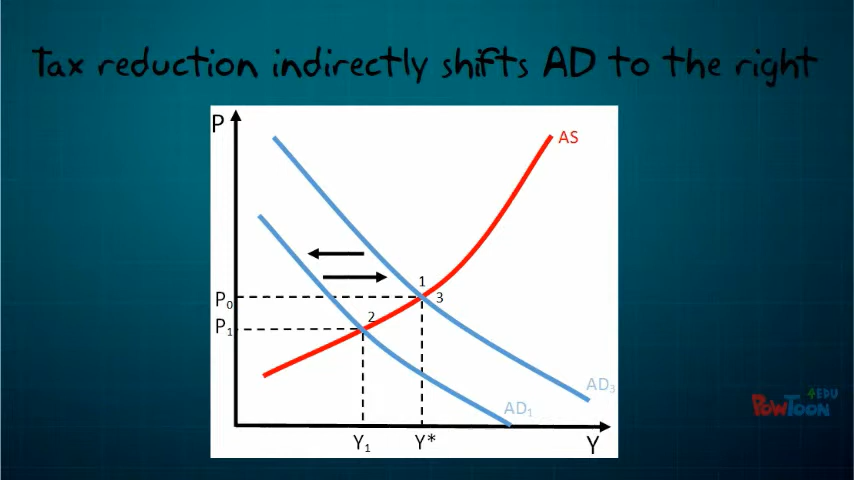 Tax reduction indirectly shifts AD to the right
P
AS
1
P₀
3
P₁
2
AD₃
AD₁
Y₁
Y*
Y
4EDU
POWTOON